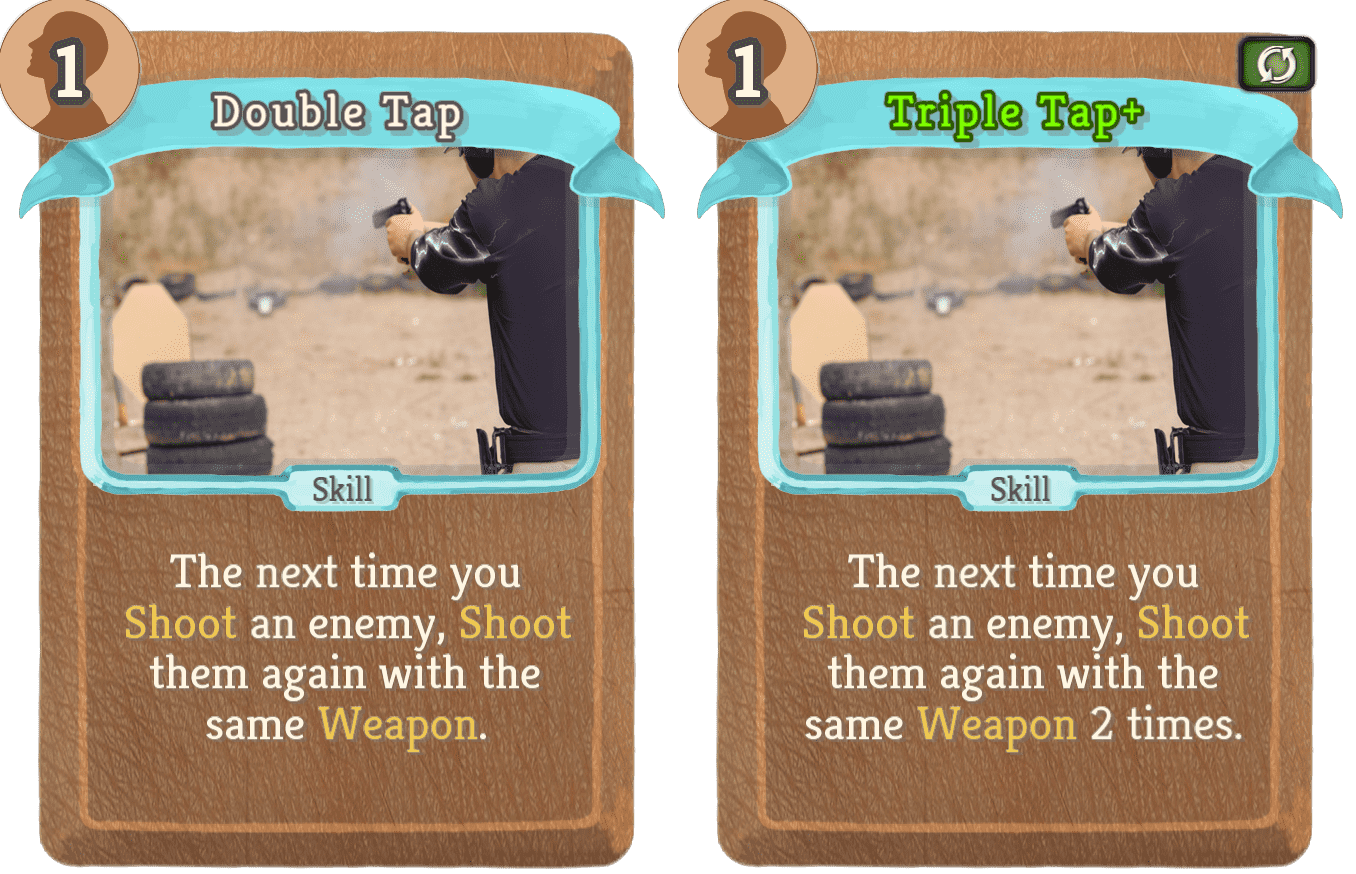 1
Double Tap
Skill
The next time you
Shoot an enemy, Shoot
them again with the
same Weapon.
1
Triple Tap+
Skill
The next time you
Shoot an enemy, Shoot
them again with the
same Weapon 2 times.